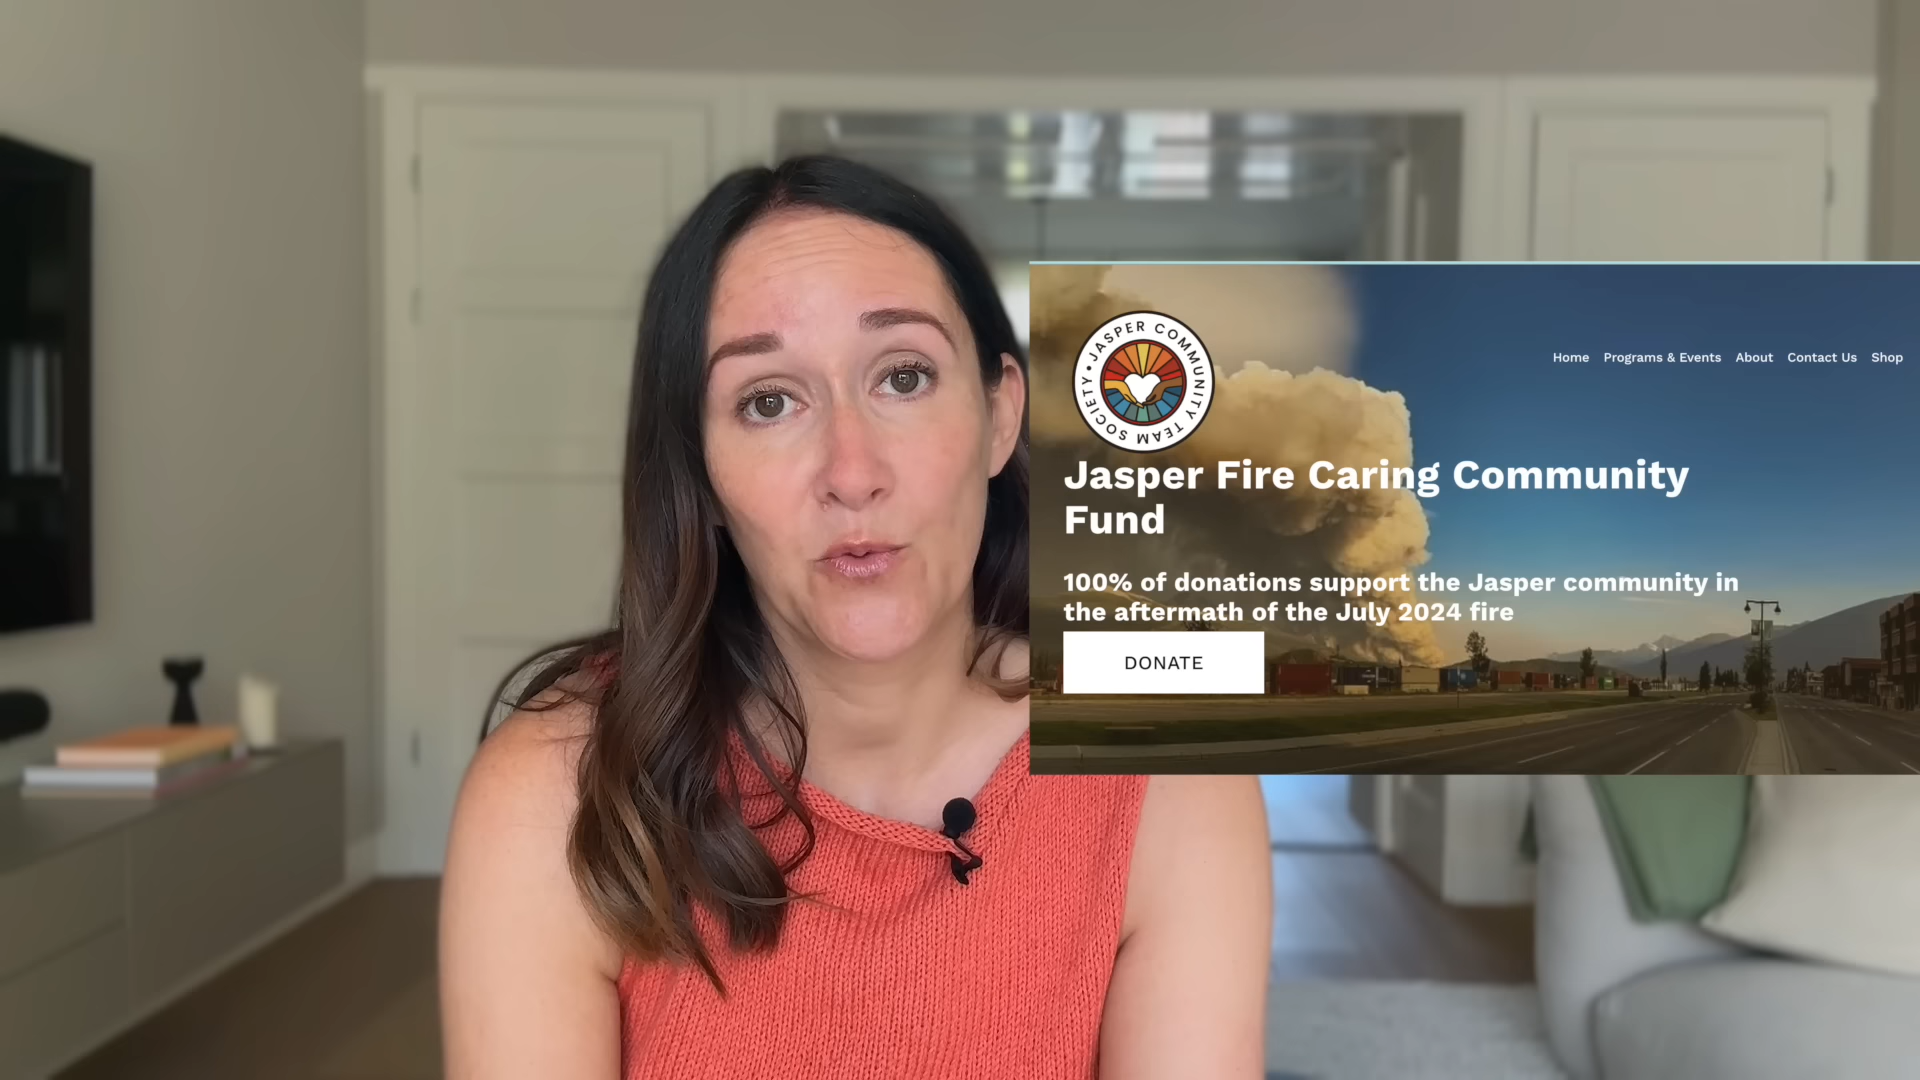 • JASPER COMMUNITY TEAM SOCIETY
Home Programs & Events About Contact Us Shop
Jasper Fire Caring Community
Fund
100% of donations support the Jasper community in
the aftermath of the July 2024 fire
DONATE